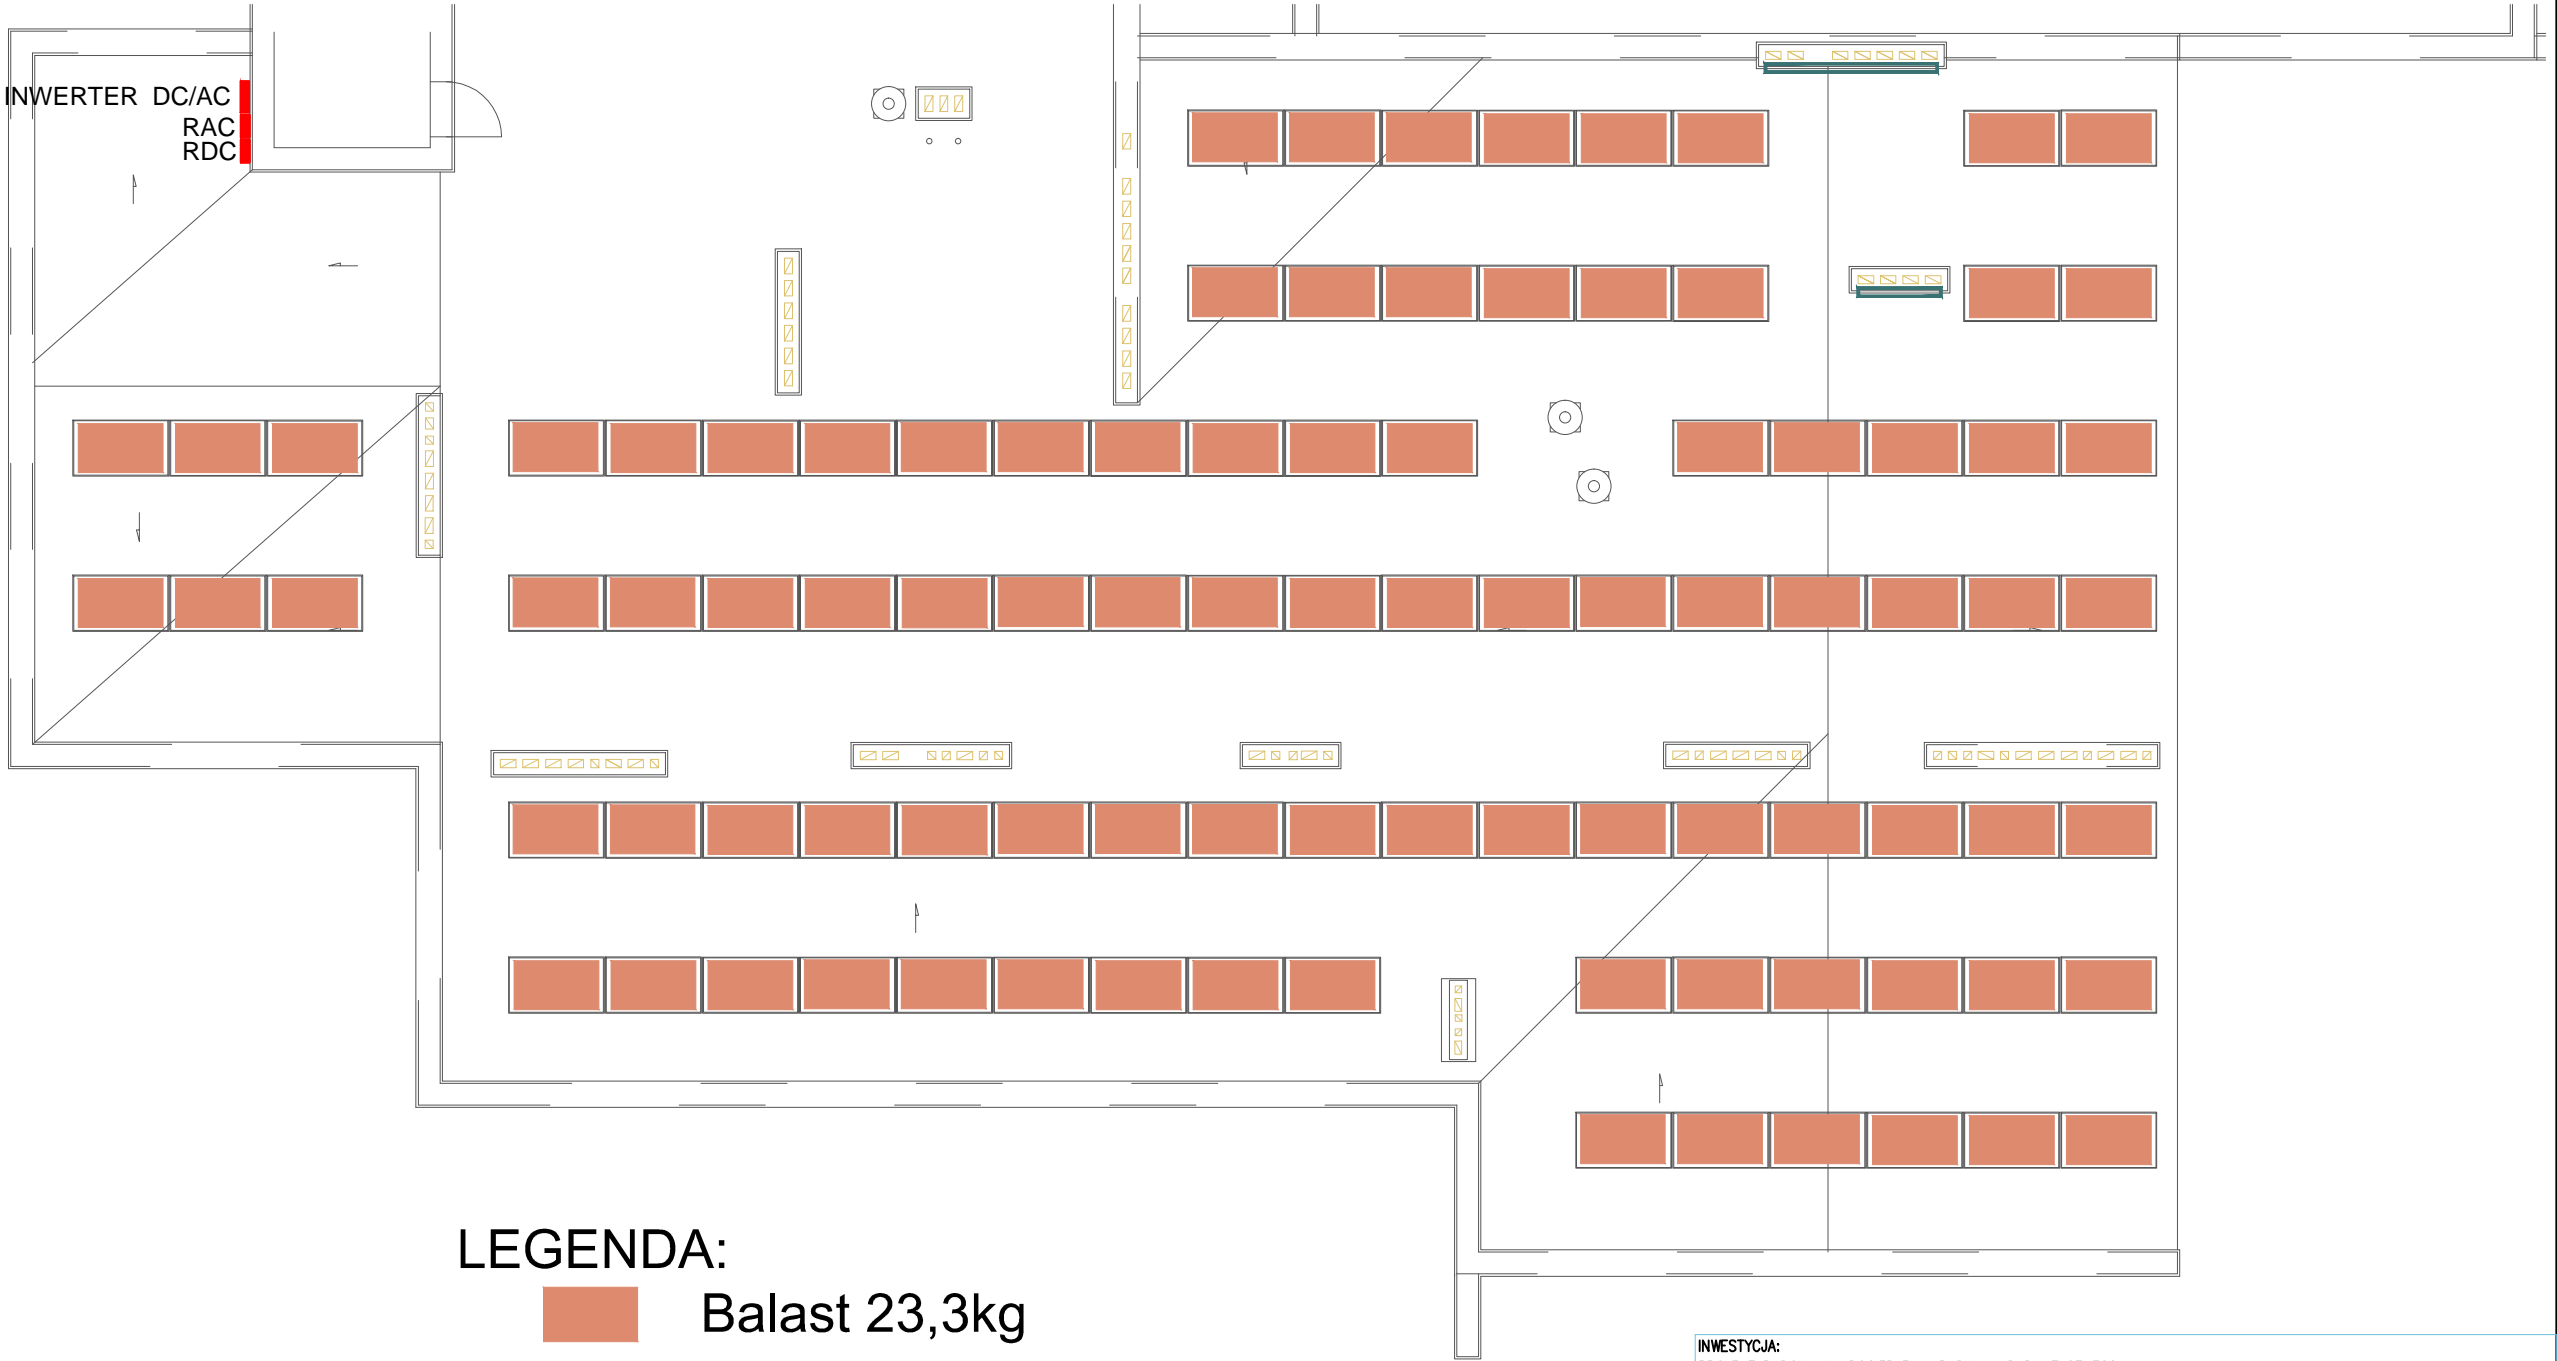 INWERTER DC/AC
RAC
RDC
LEGENDA:
Balast 23,3kg
INWESTYCJA: